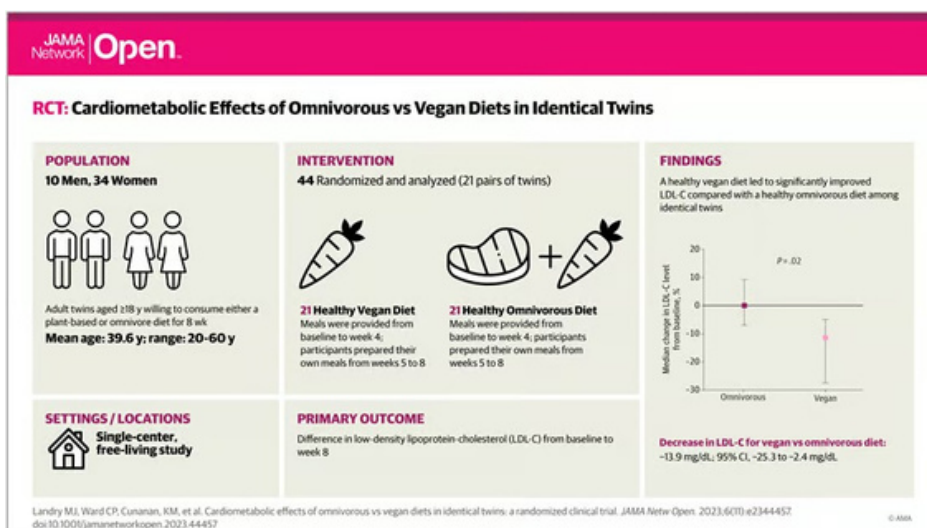 JAMA
Network
Open™
RCT: Cardiometabolic Effects of Omnivorous vs Vegan Diets in Identical Twins
POPULATION
10 Men, 34 Women
Adult twins aged ≥18 y willing to consume either a
plant-based or omnivore diet for 8 wk
Mean age: 39.6 y; range: 20-60 y
SETTINGS / LOCATIONS
Single-center,
free-living study
INTERVENTION
44 Randomized and analyzed (21 pairs of twins)
21 Healthy Vegan Diet
Meals were provided from
baseline to week 4;
participants prepared their
own meals from weeks 5 to 8
21 Healthy Omnivorous Diet
Meals were provided from
baseline to week 4; participants
prepared their own meals from
weeks 5 to 8
PRIMARY OUTCOME
Difference in low-density lipoprotein-cholesterol (LDL-C) from baseline to
week 8
FINDINGS
A healthy vegan diet led to significantly improved
LDL-C compared with a healthy omnivorous diet among
identical twins
Median change in LDL-C level
from baseline, %
20
10
0
-10
-20
-30
P = .02
Omnivorous
Vegan
Decrease in LDL-C for vegan vs omnivorous diet:
-13.9 mg/dL; 95% CI, -25.3 to -2.4 mg/dL
Landry MJ, Ward CP, Cunanan, KM, et al. Cardiometabolic effects of omnivorous vs vegan diets in identical twins: a randomized clinical trial. JAMA Netw Open. 2023;6(11):e2344457.
doi:10.1001/jamanetworkopen.2023.44457
© AMA